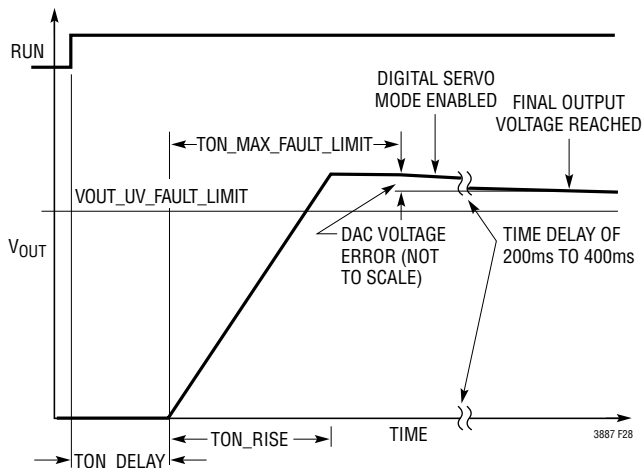 RUN
DIGITAL SERVO
MODE ENABLED
FINAL OUTPUT
VOLTAGE REACHED
TON_MAX_FAULT_LIMIT
VOUT_UV_FAULT_LIMIT
VOUT
DAC VOLTAGE
ERROR (NOT
TO SCALE)
TIME DELAY OF
200ms TO 400ms
TON_RISE
TIME
3887 F28
TON_DELAY